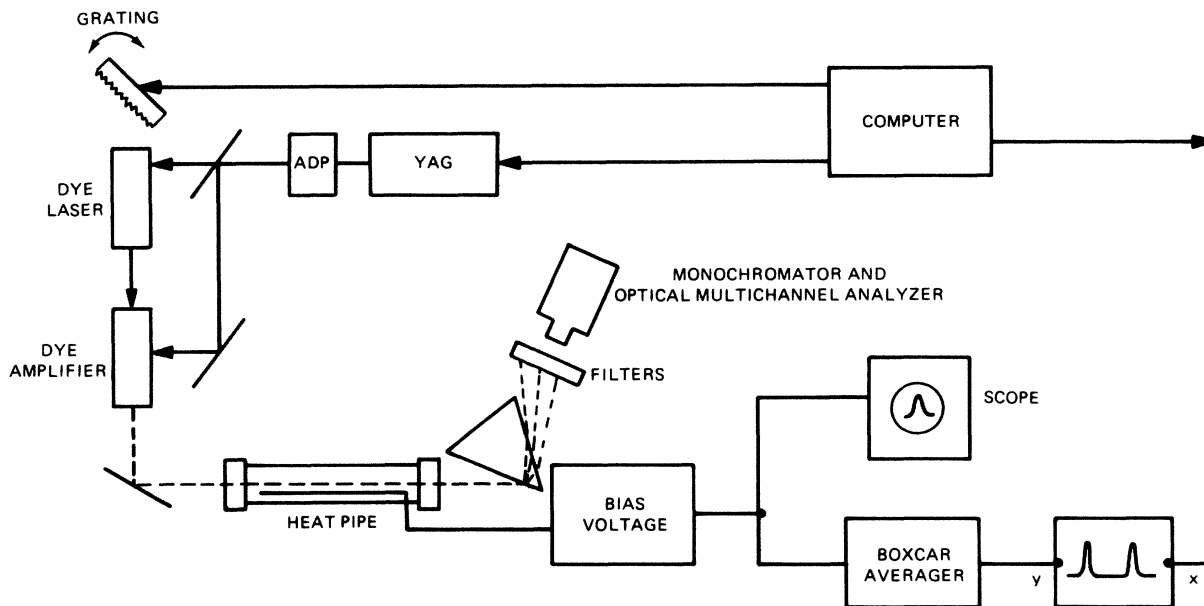 GRATING
COMPUTER
ADP
YAG
DYE
LASER
MONOCHROMATOR AND
OPTICAL MULTICHANNEL ANALYZER
DYE
AMPLIFIER
FILTERS
SCOPE
HEAT PIPE
BIAS
VOLTAGE
BOXCAR
AVERAGER
y
x